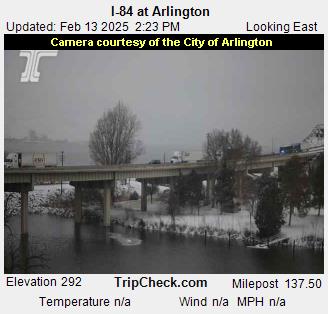 I-84 at Arlington
Updated: Feb 13 2025 2:23 PM Looking East
Camera courtesy of the City of Arlington
Elevation 292 TripCheck.com Milepost 137.50
Temperature n/a Wind n/a MPH n/a